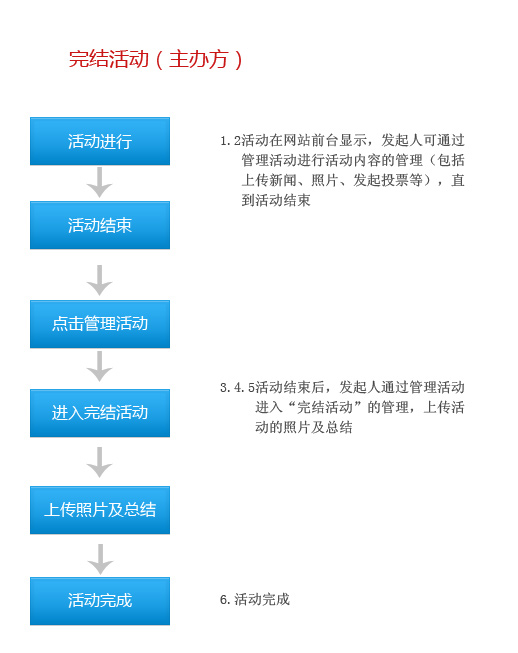 完结活动（主办方）
活动进行
1.2活动在网站前台显示，发起人可通过
管理活动进行活动内容的管理（包括
上传新闻、照片、发起投票等），直
到活动结束
活动结束
点击管理活动
3.4.5活动结束后，发起人通过管理活动
进入“完结活动”的管理，上传活
动的照片及总结
进入完结活动
上传照片及总结
活动完成
6.活动完成